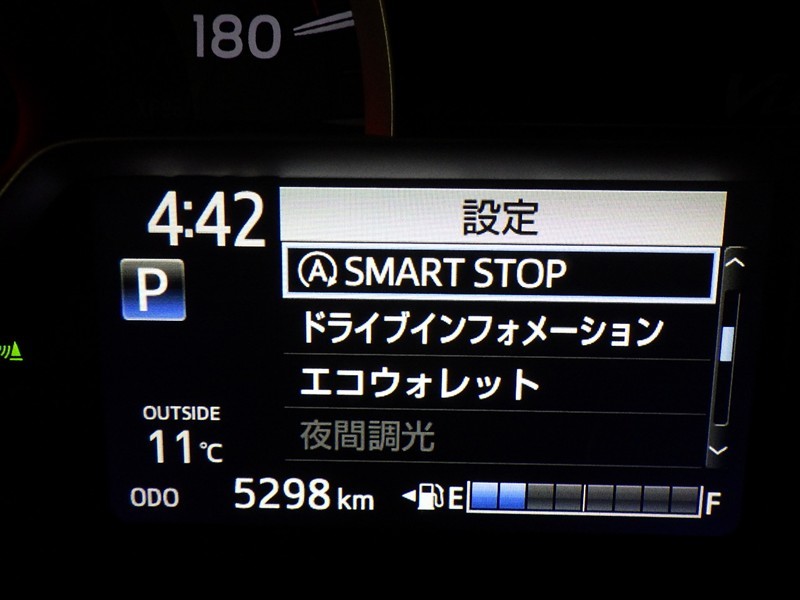 180
4:42
設定
P
A SMART STOP
ドライブインフォメーション
エコウォレット
夜間調光
OUTSIDE
11℃
ODO 5298 km E F